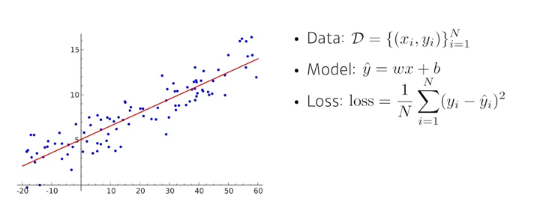 15
10
5
-20 -10 10 20 30 40 50 60
• Data: 𝒟 = {(xᵢ, yᵢ)}ᵢ₌₁ᴺ
• Model: ŷ = wx + b
• Loss: loss = 1/N ∑ᵢ₌₁ᴺ (yᵢ − ŷᵢ)²